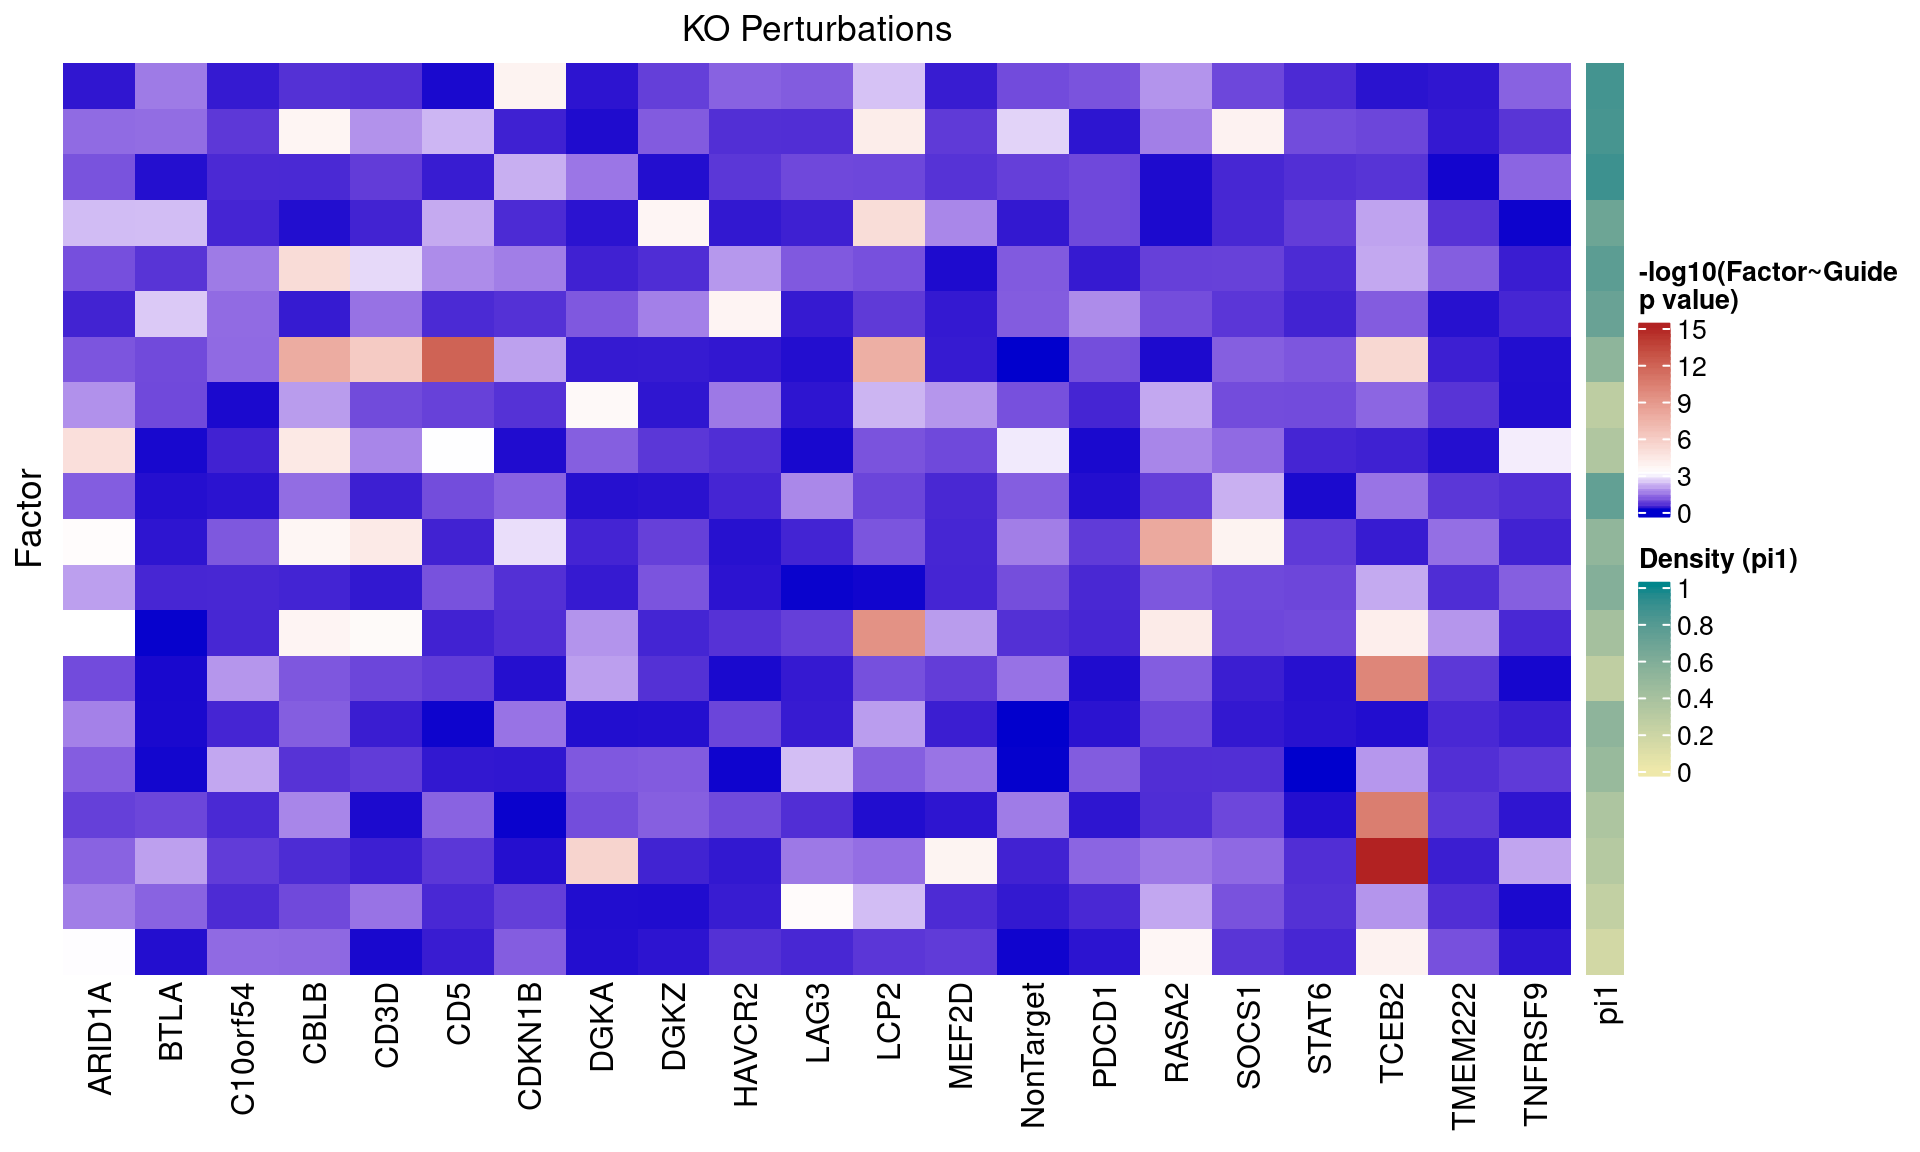 KO Perturbations
Factor
ARID1A
BTLA
C10orf54
CBLB
CD3D
CD5
CDKN1B
DGKA
DGKZ
HAVCR2
LAG3
LCP2
MEF2D
NonTarget
PDCD1
RASA2
SOCS1
STAT6
TCEB2
TMEM222
TNFRSF9
pi1
-log10(Factor~Guide
p value)
15
12
9
6
3
0
Density (pi1)
1
0.8
0.6
0.4
0.2
0